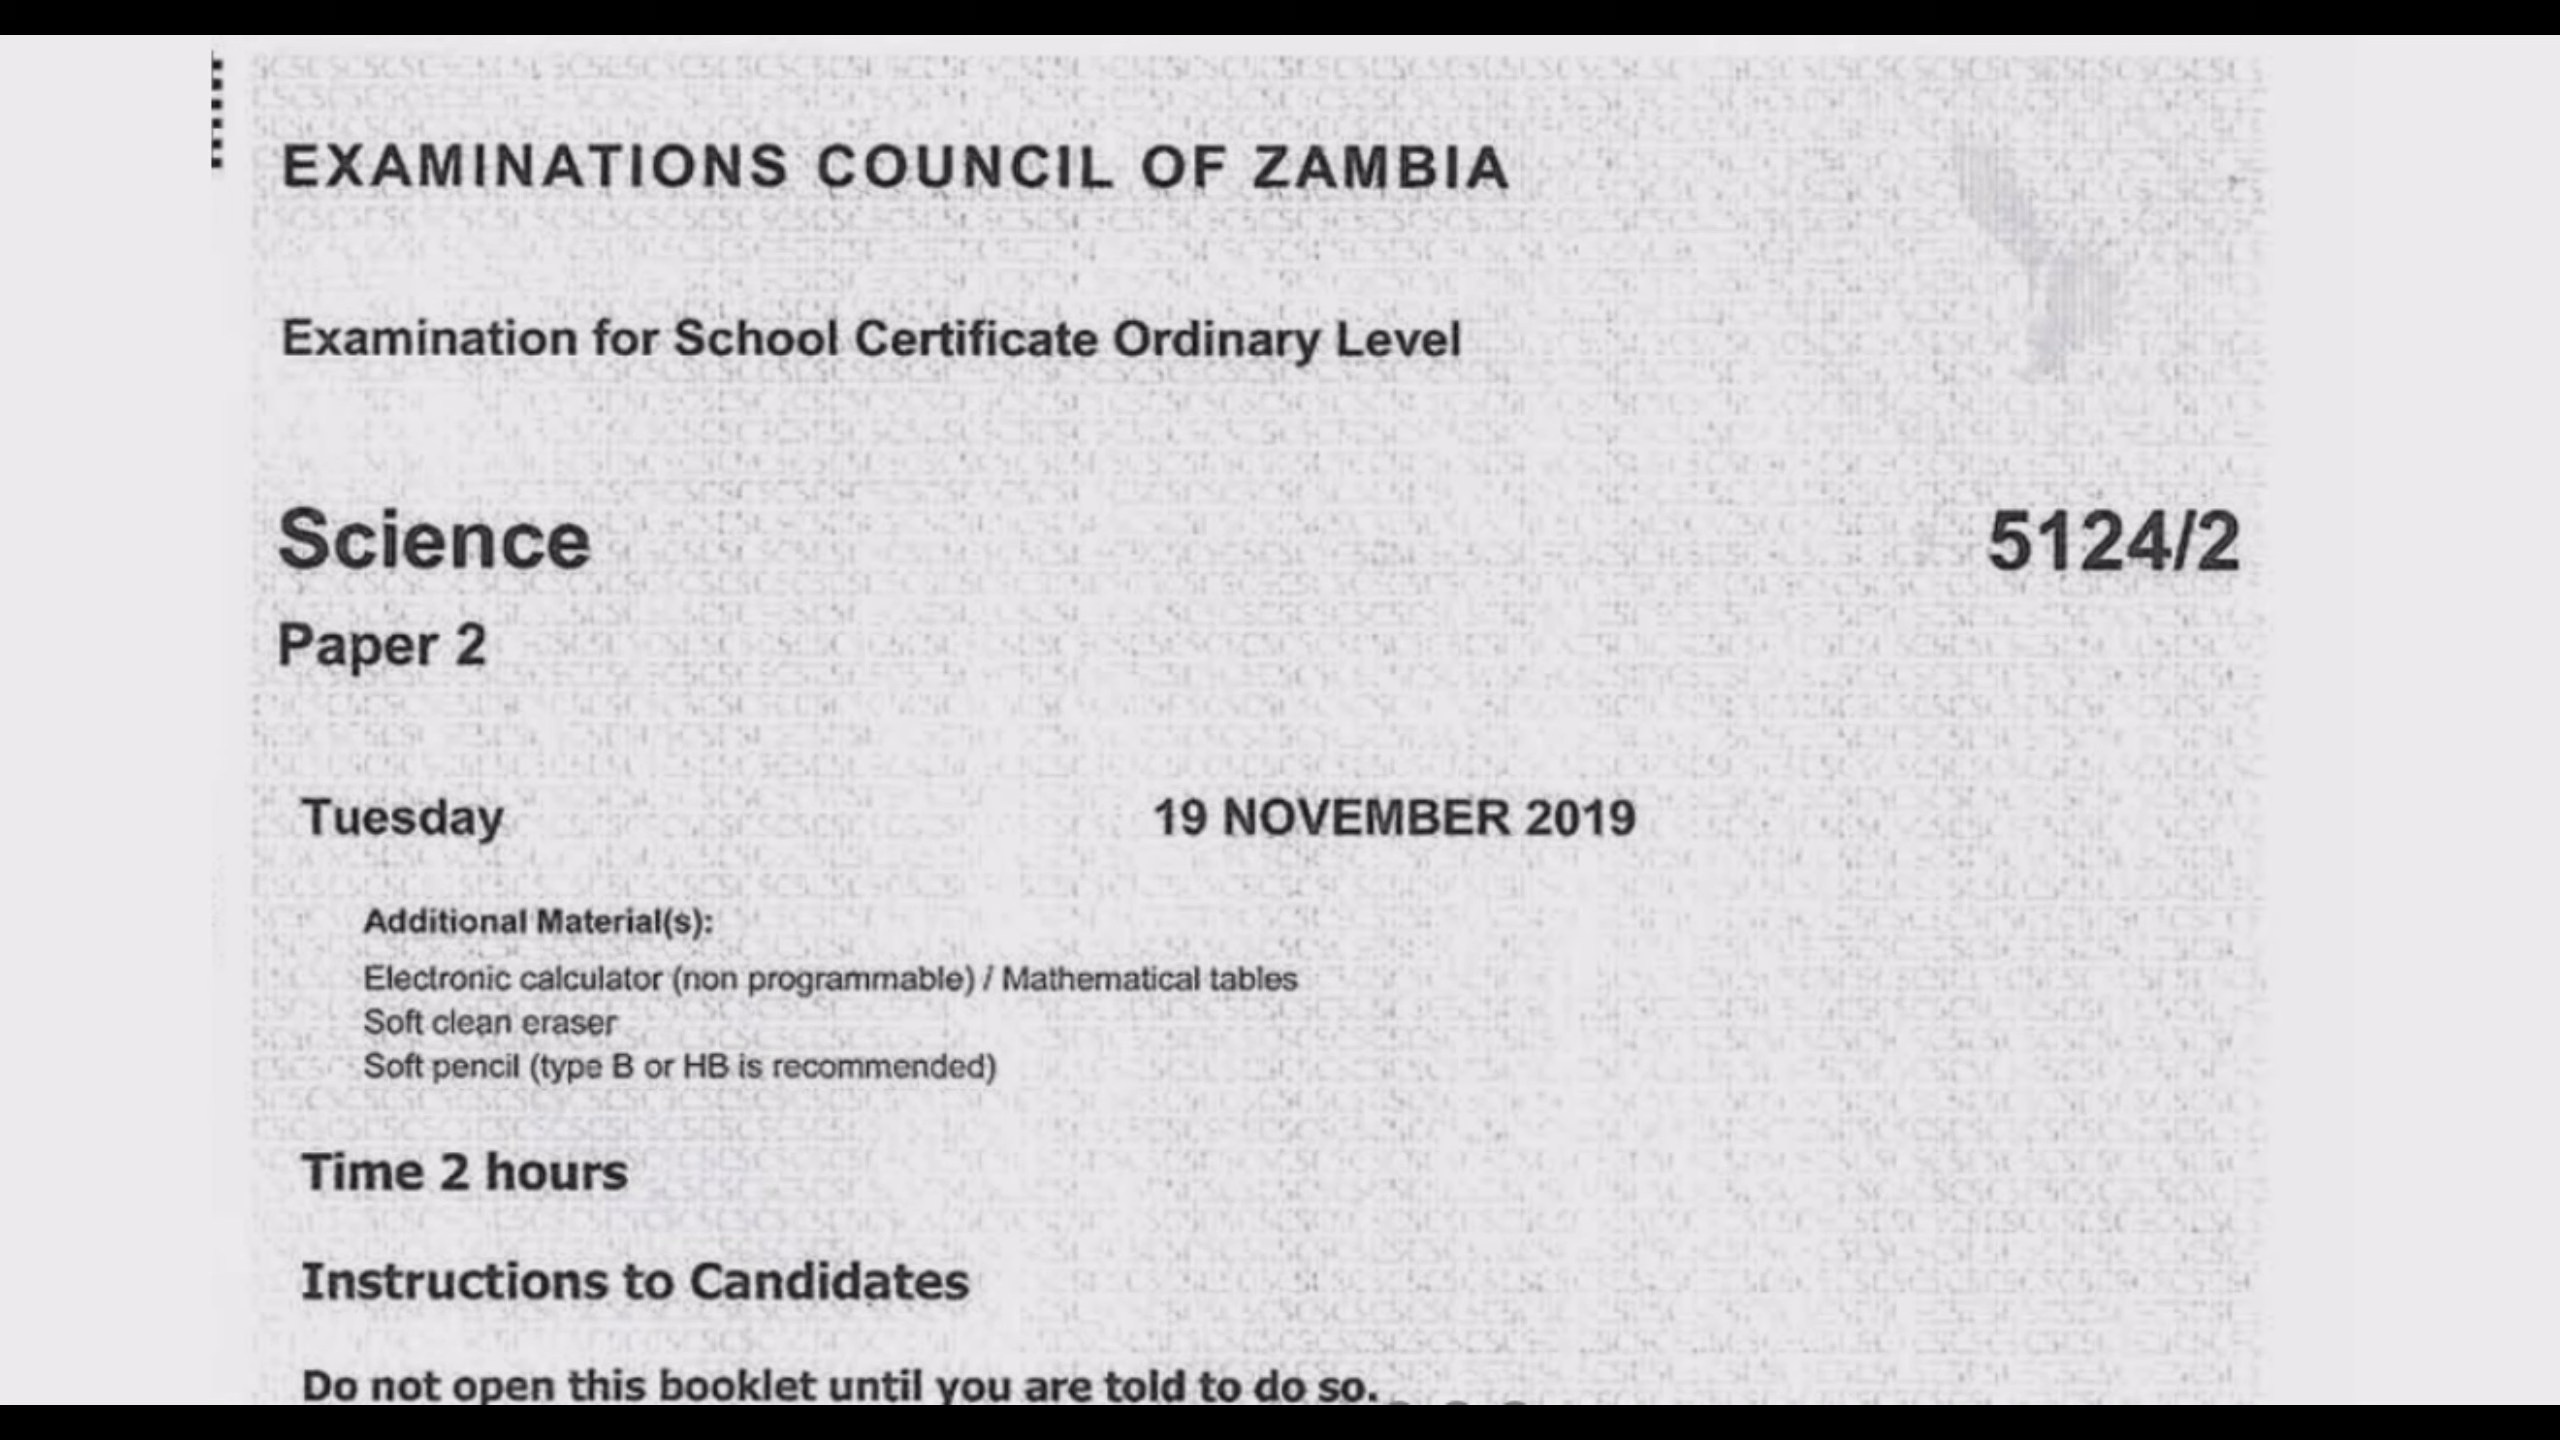 EXAMINATIONS COUNCIL OF ZAMBIA
Examination for School Certificate Ordinary Level
Science 5124/2
Paper 2
Tuesday 19 NOVEMBER 2019
Additional Material(s):
Electronic calculator (non programmable) / Mathematical tables
Soft clean eraser
Soft pencil (type B or HB is recommended)
Time 2 hours
Instructions to Candidates
Do not open this booklet until you are told to do so.